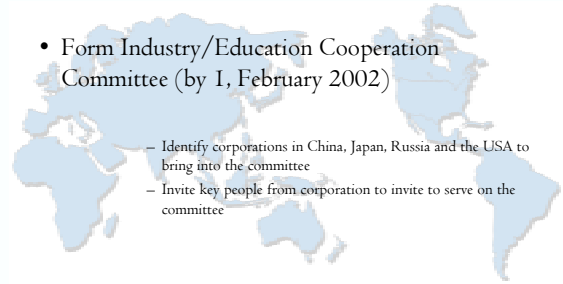 • Form Industry/Education Cooperation
Committee (by 1, February 2002)
– Identify corporations in China, Japan, Russia and the USA to
bring into the committee
– Invite key people from corporation to invite to serve on the
committee